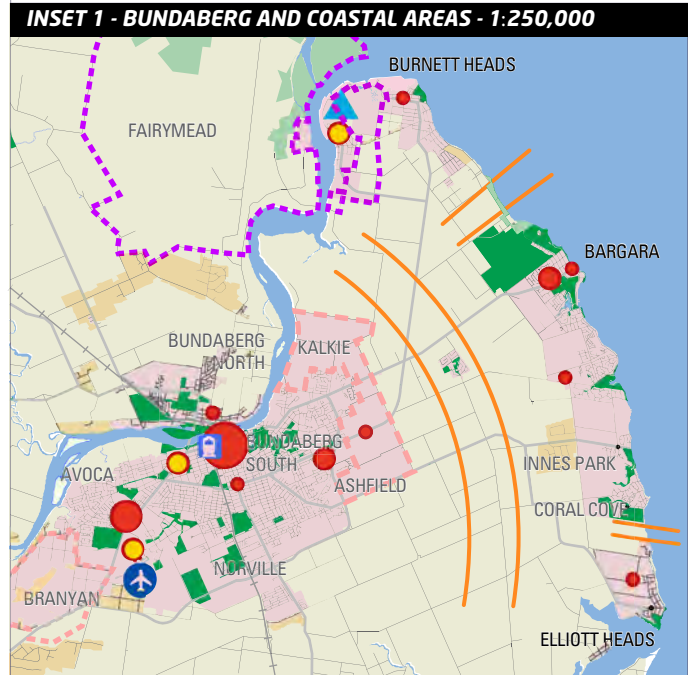 INSET 1 - BUNDABERG AND COASTAL AREAS - 1:250,000
BURNETT HEADS
FAIRYMEAD
BARGARA
BUNDABERG
NORTH
KALKIE
BUNDABERG
SOUTH
AVOCA
ASHFIELD
INNES PARK
CORAL COVE
NORVILLE
BRANYAN
ELLIOTT HEADS